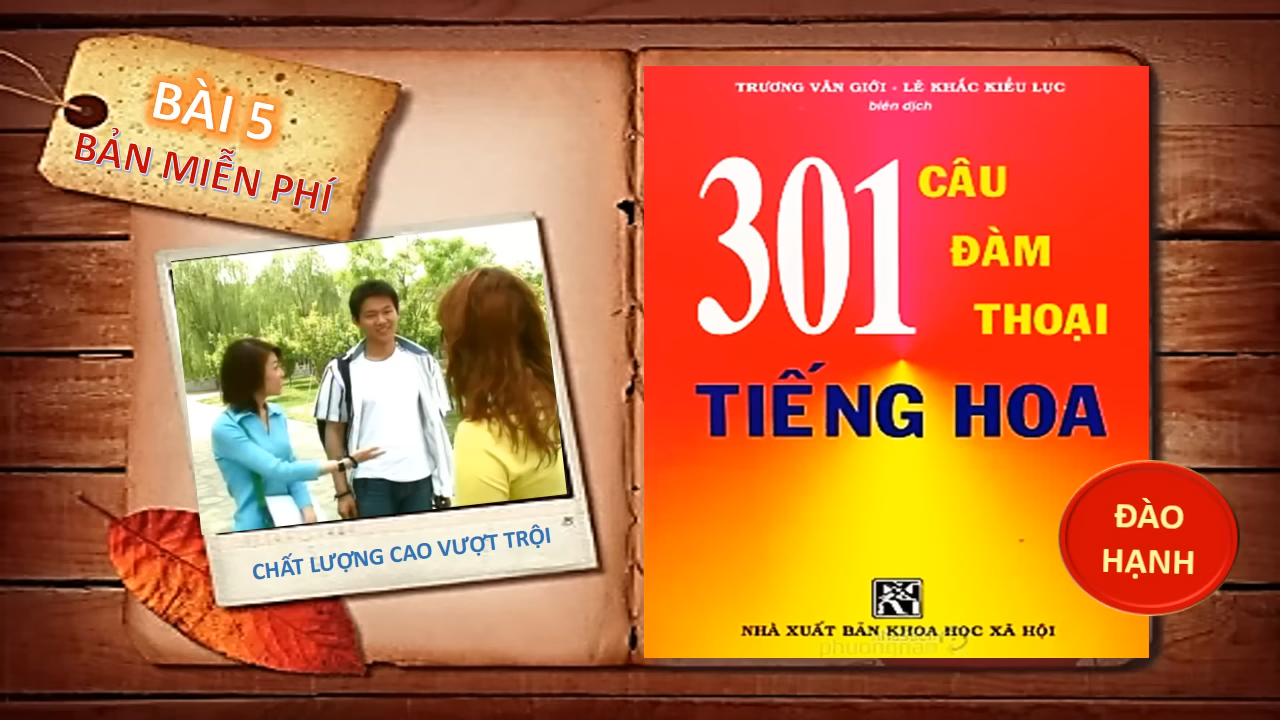 BÀI 5
BẢN MIỄN PHÍ
CHẤT LƯỢNG CAO VƯỢT TRỘI
TRƯƠNG VĂN GIỚI - LÊ KHẮC KIỀU LỤC
biên dịch
301 CÂU
ĐÀM
THOẠI
TIẾNG HOA
NHÀ XUẤT BẢN KHOA HỌC XÃ HỘI
ĐÀO
HẠNH